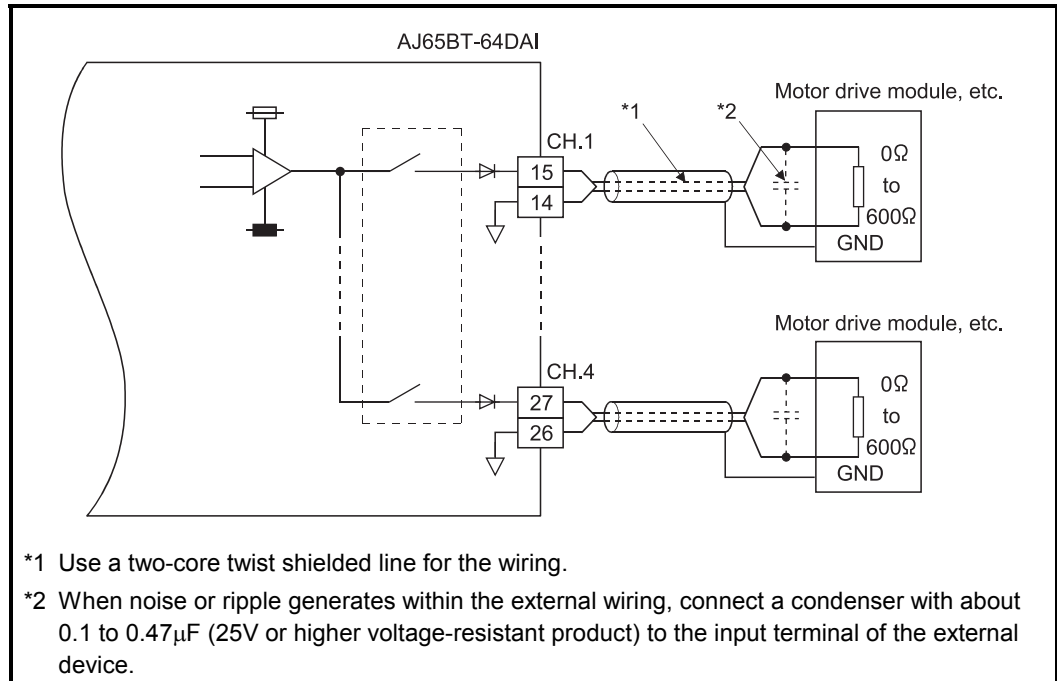 AJ65BT-64DAI
Motor drive module, etc.
*1
*2
CH.1
15
14
0Ω
to
600Ω
GND
Motor drive module, etc.
CH.4
27
26
0Ω
to
600Ω
GND
*1 Use a two-core twist shielded line for the wiring.
*2 When noise or ripple generates within the external wiring, connect a condenser with about
0.1 to 0.47μF (25V or higher voltage-resistant product) to the input terminal of the external
device.